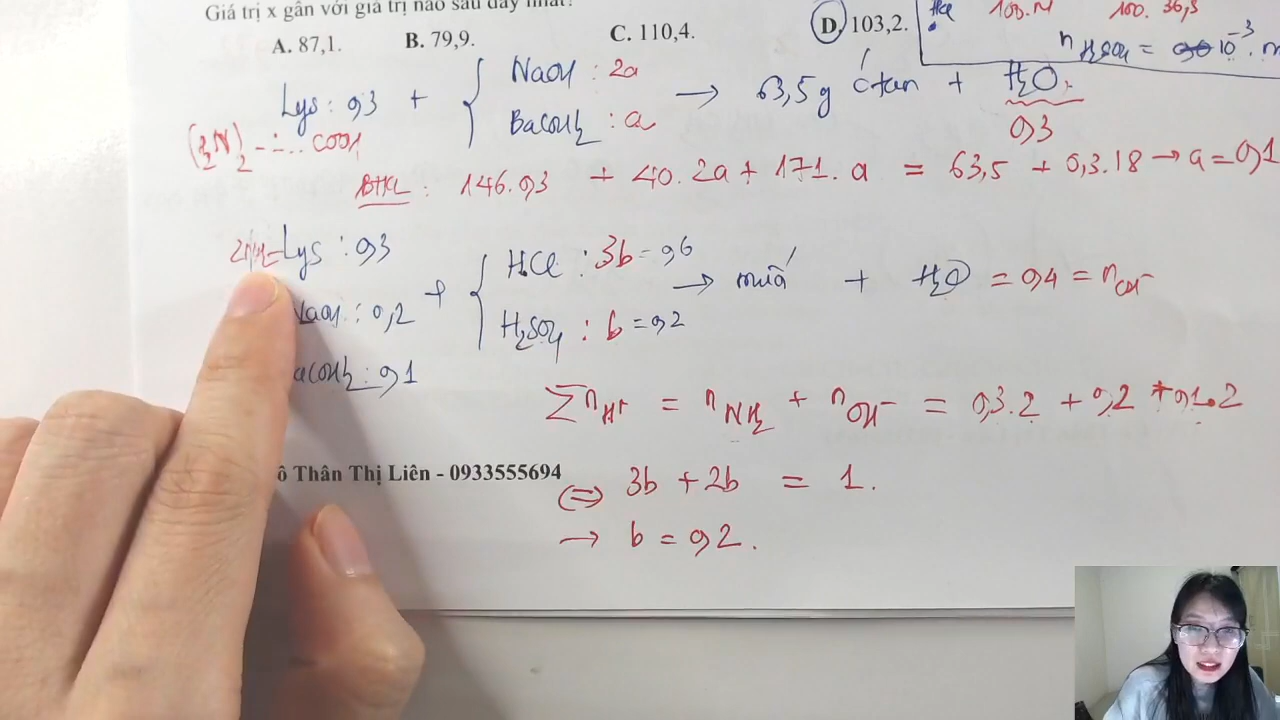 Giá trị x gần với giá trị nào sau đây nhất?
A. 87,1. B. 79,9. C. 110,4. D. 103,2.
HCl 100.M 100. 36,5
n H2SO4 = 10⁻³.
Lys : 0,3 + { NaOH : 2a → 63,5g ctan + H2O
Ba(OH)2 : a 0,3
(H2N)2 - ... COOH
BTKL : 146.0,3 + 40.2a + 171.a = 63,5 + 0,3.18 → a = 0,1
2NH2-Lys : 0,3 + { HCl : 3b = 0,6 → muối + H2O = 0,4 = nOH⁻
NaOH : 0,2 H2SO4 : b = 0,2
a(OH)2 : 0,1
∑nH⁺ = nNH2 + nOH⁻ = 0,3.2 + 0,2 + 0,1.2
ô Thân Thị Liên - 0933555694
⇔ 3b + 2b = 1.
→ b = 0,2.